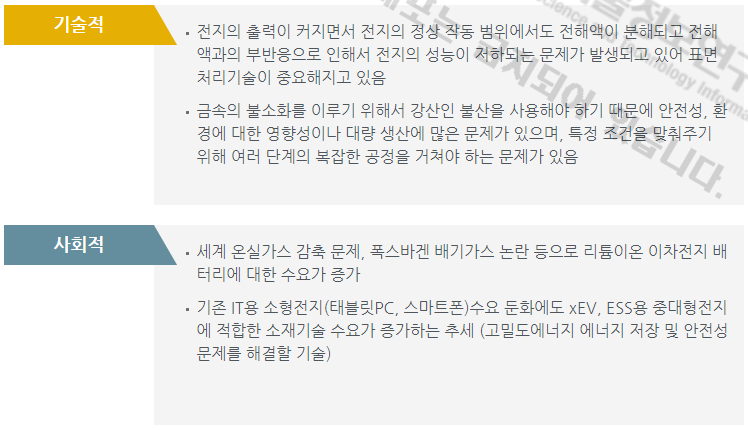 기술적
• 전지의 출력이 커지면서 전지의 정상 작동 범위에서도 전해액이 분해되고 전해
액과의 부반응으로 인해서 전지의 성능이 저하되는 문제가 발생되고 있어 표면
처리기술이 중요해지고 있음
• 금속의 불소화를 이루기 위해서 강산인 불산을 사용해야 하기 때문에 안전성, 환
경에 대한 영향성이나 대량 생산에 많은 문제가 있으며, 특정 조건을 맞춰주기
위해 여러 단계의 복잡한 공정을 거쳐야 하는 문제가 있음
사회적
• 세계 온실가스 감축 문제, 폭스바겐 배기가스 논란 등으로 리튬이온 이차전지 배
터리에 대한 수요가 증가
• 기존 IT용 소형전지(태블릿PC, 스마트폰)수요 둔화에도 xEV, ESS용 중대형전지
에 적합한 소재기술 수요가 증가하는 추세 (고밀도에너지 에너지 저장 및 안전성
문제를 해결할 기술)
금지되어 있습니다.